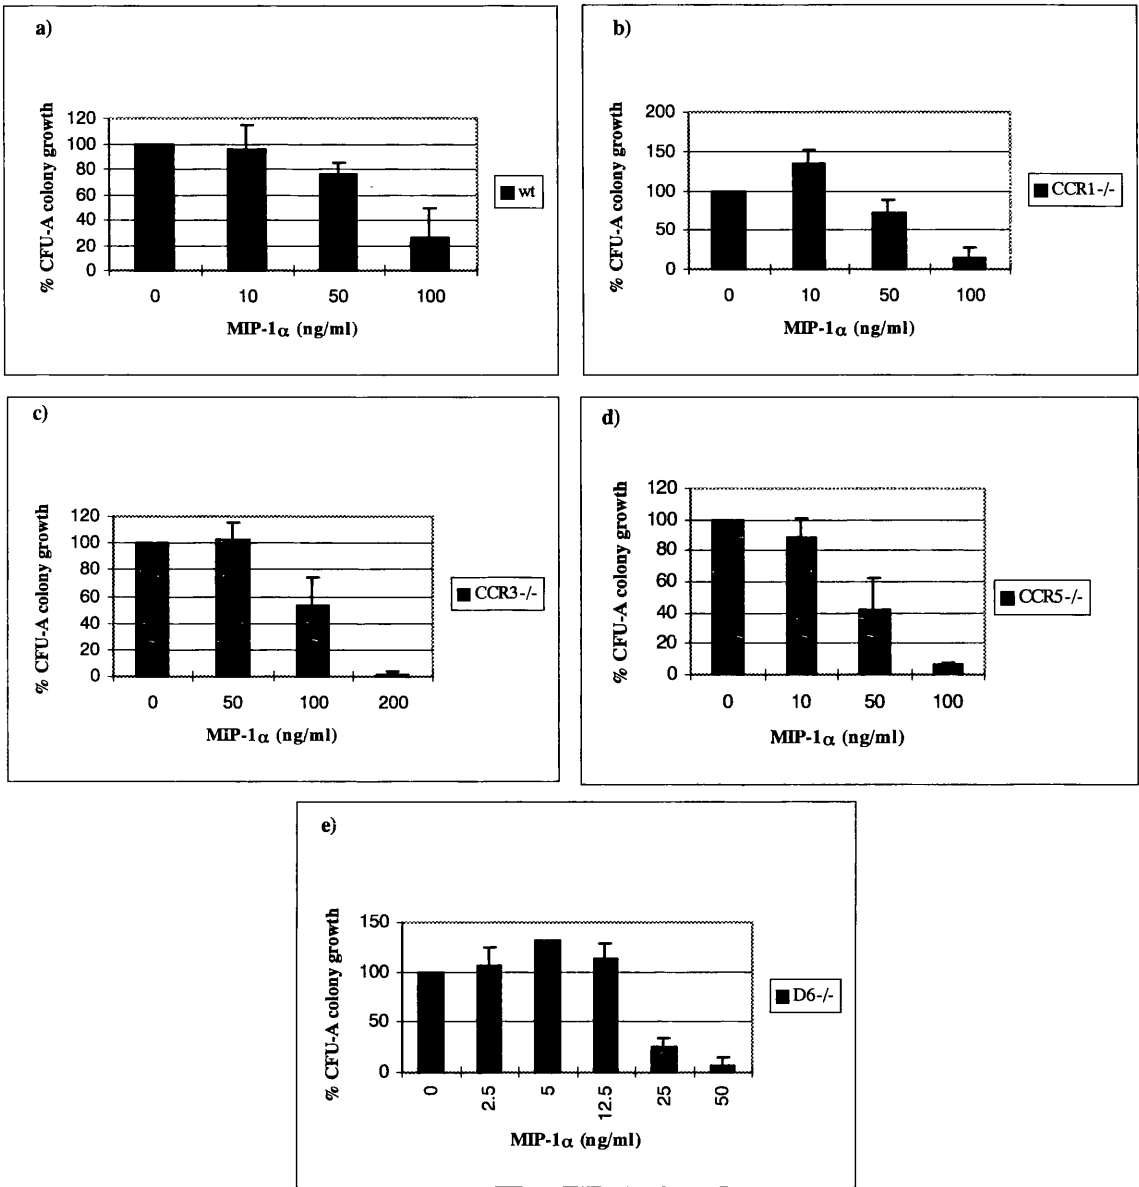 a)
% CFU-A colony growth
120
100
80
60
40
20
0
0 10 50 100
MIP-1α (ng/ml)
wt
b)
% CFU-A colony growth
200
150
100
50
0
0 10 50 100
MIP-1α (ng/ml)
CCR1-/-
c)
% CFU-A colony growth
120
100
80
60
40
20
0
0 50 100 200
MIP-1α (ng/ml)
CCR3-/-
d)
% CFU-A colony growth
120
100
80
60
40
20
0
0 10 50 100
MIP-1α (ng/ml)
CCR5-/-
e)
% CFU-A colony growth
150
100
50
0
0 2.5 5 12.5 25 50
MIP-1α (ng/ml)
D6-/-